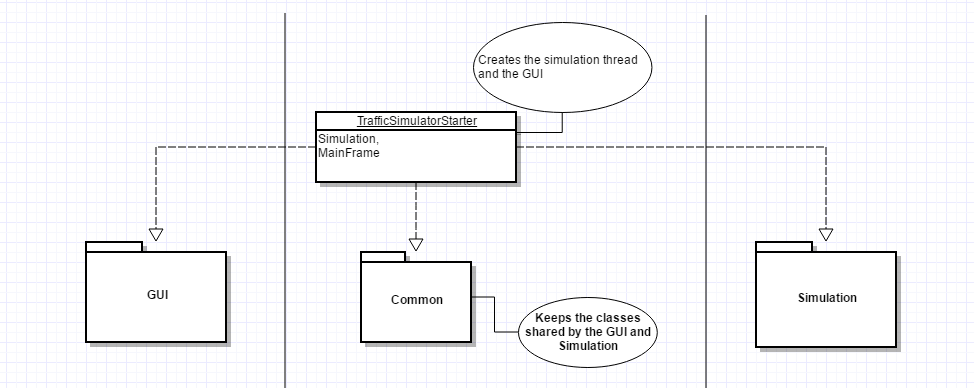 Creates the simulation thread
and the GUI
TrafficSimulatorStarter
Simulation,
MainFrame
GUI
Common
Simulation
Keeps the classes
shared by the GUI and
Simulation